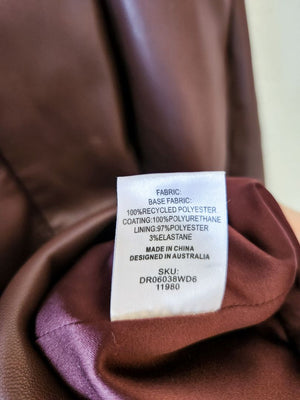 FABRIC:
BASE FABRIC:
100%RECYCLED POLYESTER
COATING:100%POLYURETHANE
LINING:97%POLYESTER
3%ELASTANE
MADE IN CHINA
DESIGNED IN AUSTRALIA
SKU:
DR06038WD6
11980